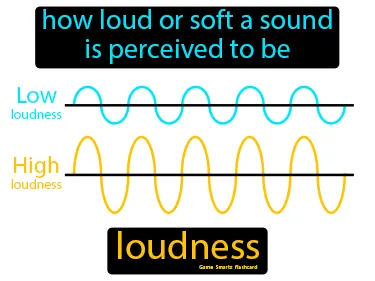 how loud or soft a sound
is perceived to be
Low
loudness
High
loudness
loudness
Game Smartz flashcard